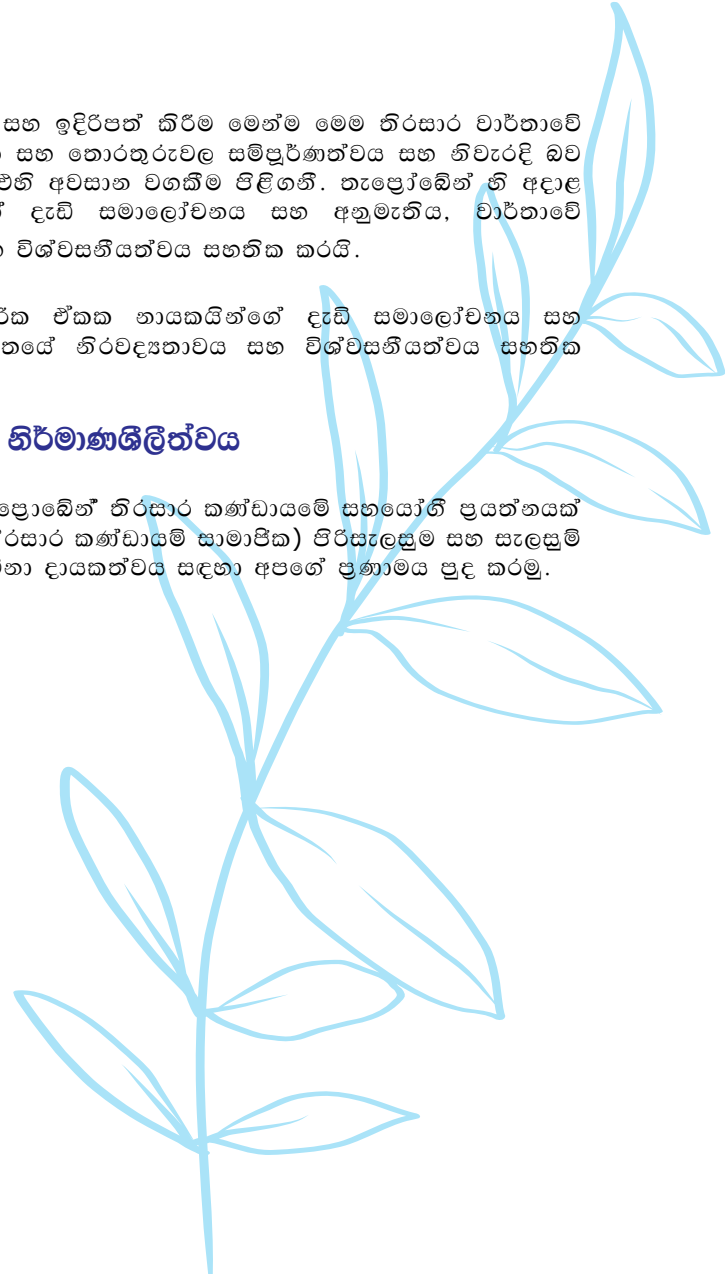 සහ ඉදිරිපත් කිරීම මෙන්ම මෙම තිරසාර වාර්තාවේ
සහ තොරතුරුවල සම්පූර්ණත්වය සහ නිවැරදි බව
එහි අවසාන වගකීම පිළිගනී. තැප්‍රෝබේන් හි අදාළ
දැඩි සමාලෝචනය සහ අනුමැතිය, වාර්තාවේ
විශ්වසනීයත්වය සහතික කරයි.
ඒකක නායකයින්ගේ දැඩි සමාලෝචනය සහ
නිරවද්‍යතාවය සහ විශ්වසනීයත්වය සහතික
නිර්මාණශීලීත්වය
තිරසාර කණ්ඩායමේ සහයෝගී ප්‍රයත්නයක්
කණ්ඩායම් සාමාජික) පිරිසැලසුම සහ සැලසුම්
දායකත්වය සඳහා අපගේ ප්‍රණාමය පුද කරමු.